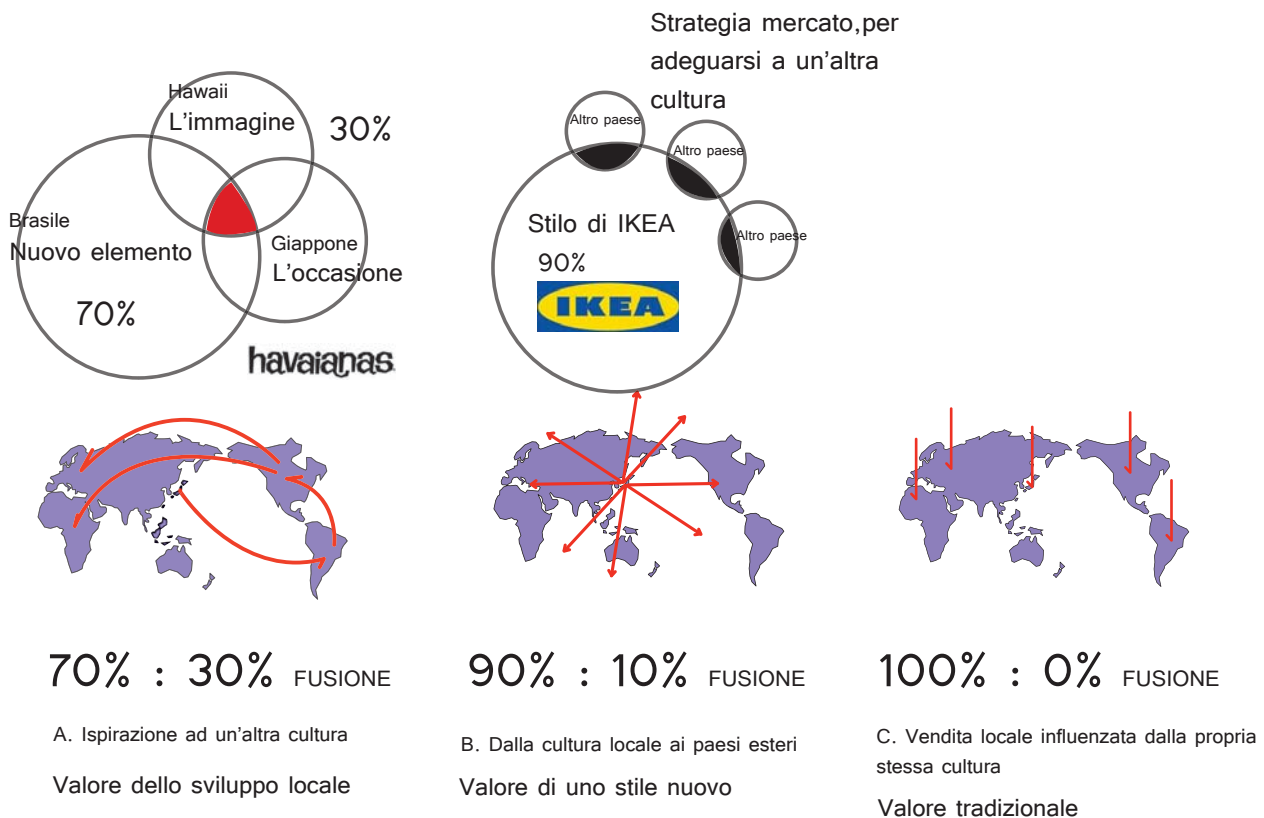 Hawaii
L'immagine
30%
Brasile
Nuovo elemento
70%
Giappone
L'occasione
havaianas
Strategia mercato,per
adeguarsi a un'altra
cultura
Altro paese
Altro paese
Altro paese
Stilo di IKEA
90%
IKEA
70% : 30% FUSIONE
A. Ispirazione ad un'altra cultura
Valore dello sviluppo locale
90% : 10% FUSIONE
B. Dalla cultura locale ai paesi esteri
Valore di uno stile nuovo
100% : 0% FUSIONE
C. Vendita locale influenzata dalla propria
stessa cultura
Valore tradizionale